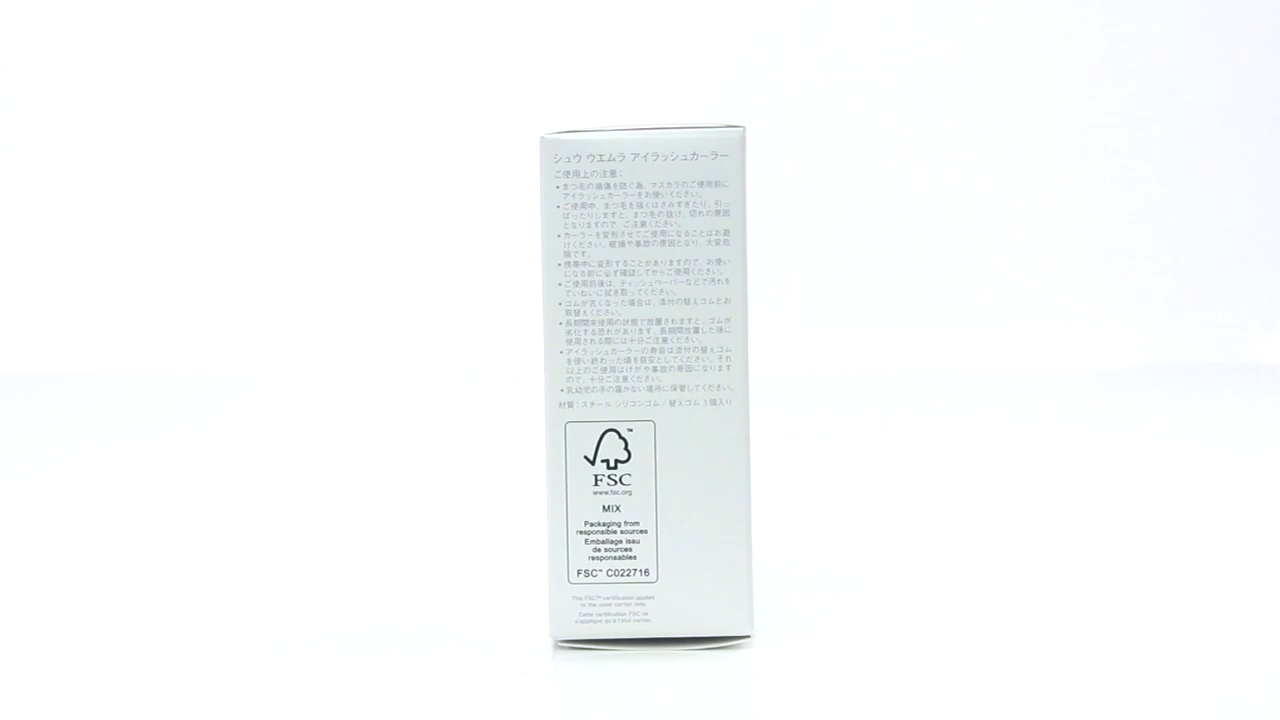 シュウ ウエムラ アイラッシュカーラー
ご使用上の注意：
•まつ毛の損傷を防ぐ為、マスカラのご使用前に
アイラッシュカーラーをお使いください。
•ご使用中、まつ毛を強くはさみすぎたり、引っ
ぱったりしますと、まつ毛の抜け、切れの原因
となりますので、ご注意ください。
•カーラーを変形させてご使用になることはお避
けください。破損や事故の原因となり、大変危
険です。
•携帯中に変形することがありますので、お使い
になる前に必ず確認してからご使用ください。
•ご使用前後は、ティッシュペーパーなどで汚れを
ていねいに拭き取ってください。
•ゴムが古くなった場合は、添付の替えゴムとお
取替えください。
•長期間未使用の状態で放置されますと、ゴムが
劣化する恐れがあります。長期間放置した後に
使用される際には十分ご注意ください。
•アイラッシュカーラーの寿命は添付の替えゴム
を使い終わった頃を目安としてください。それ
以上のご使用はけがや事故の原因になります
ので、十分ご注意ください。
•乳幼児の手の届かない場所に保管してください。
材質：スチール シリコンゴム / 替えゴム 1個入り
FSC
™
www.fsc.org
MIX
Packaging from
responsible sources
Emballage issu
de sources
responsables
FSC™ C022716
This FSC™ certification applies
to the outer carton only.
Cette certification FSC ne
s'applique qu'à l'étui carton.